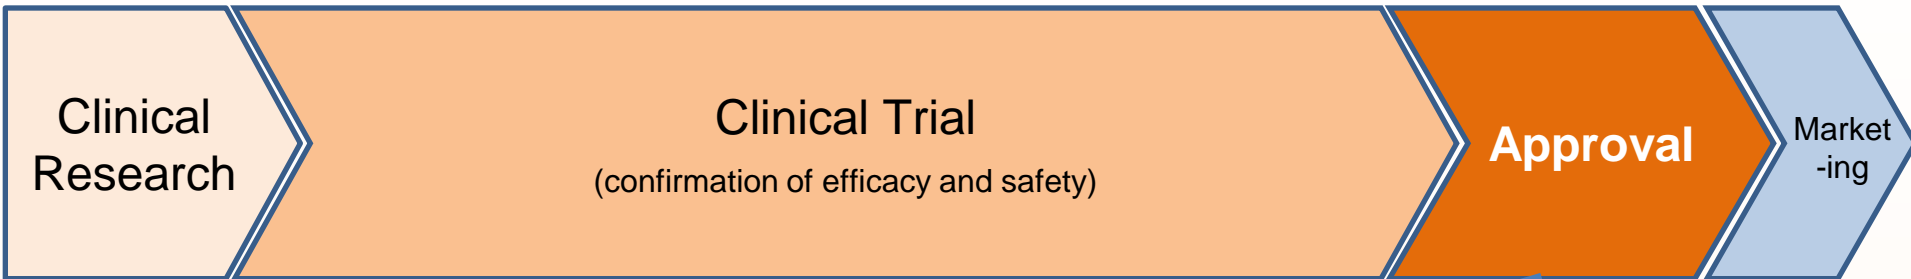 Clinical
Research
Clinical Trial
(confirmation of efficacy and safety)
Approval
Market
-ing